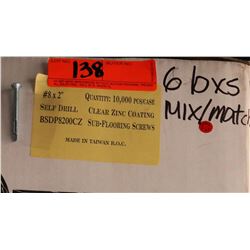 138
#8 x 2"
QUANTITY: 10,000 PCS/CASE
SELF DRILL CLEAR ZINC COATING
BSDP8200CZ SUB-FLOORING SCREWS
MADE IN TAIWAN R.O.C.
6 bxs
Mix/match